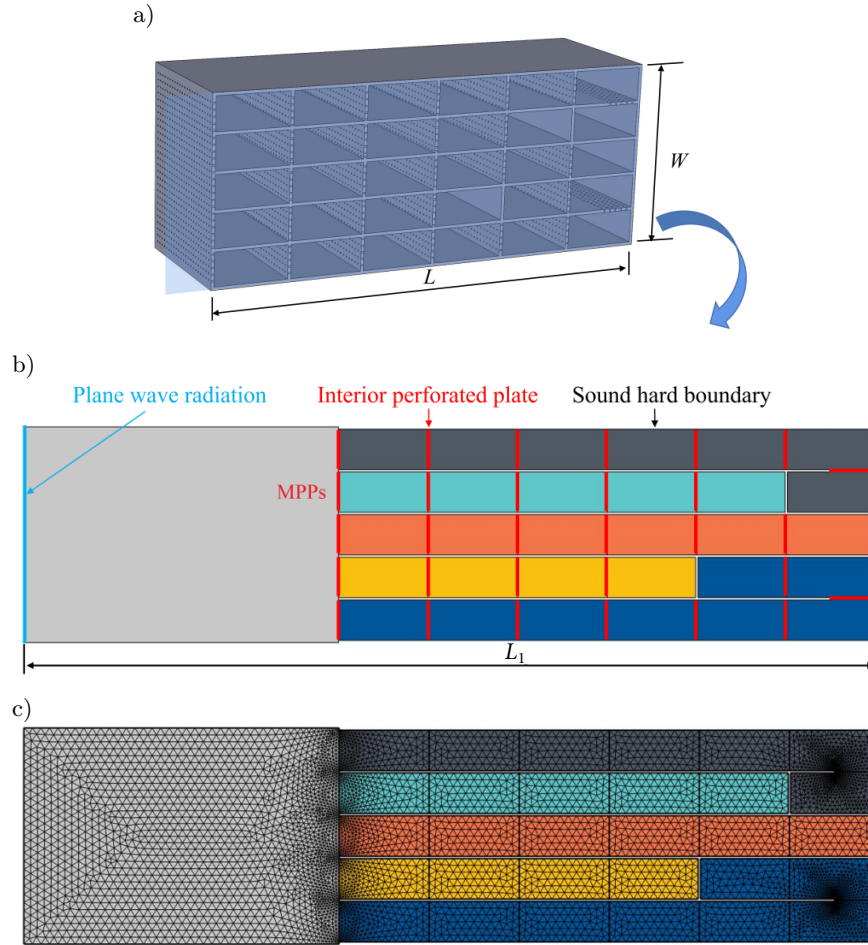 a)
W
L
b)
Plane wave radiation
Interior perforated plate
Sound hard boundary
MPPs
L₁
c)